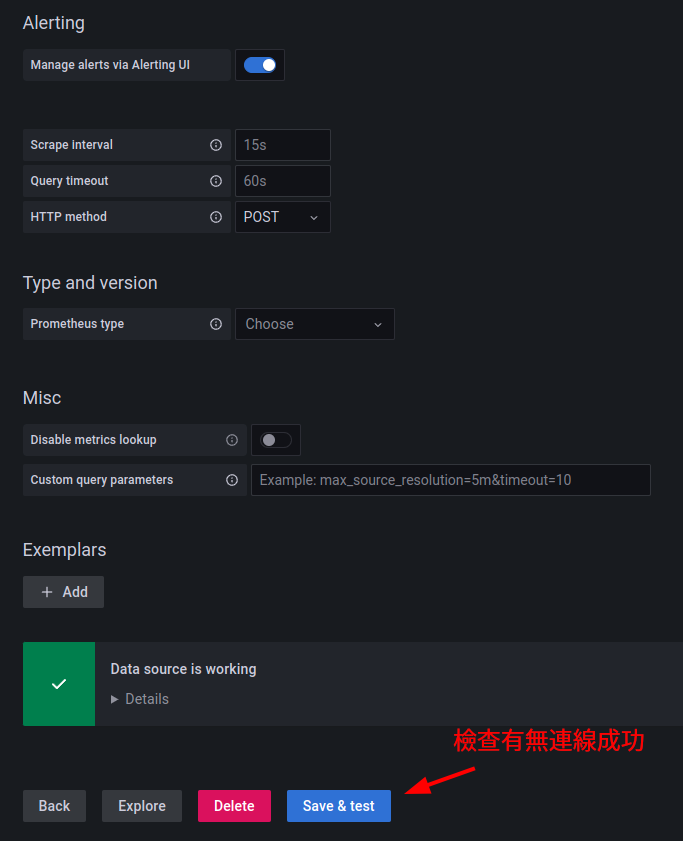 Alerting
Manage alerts via Alerting UI
Scrape interval 15s
Query timeout 60s
HTTP method POST
Type and version
Prometheus type Choose
Misc
Disable metrics lookup
Custom query parameters Example: max_source_resolution=5m&timeout=10
Exemplars
+ Add
Data source is working
Details
檢查有無連線成功
Back Explore Delete Save & test